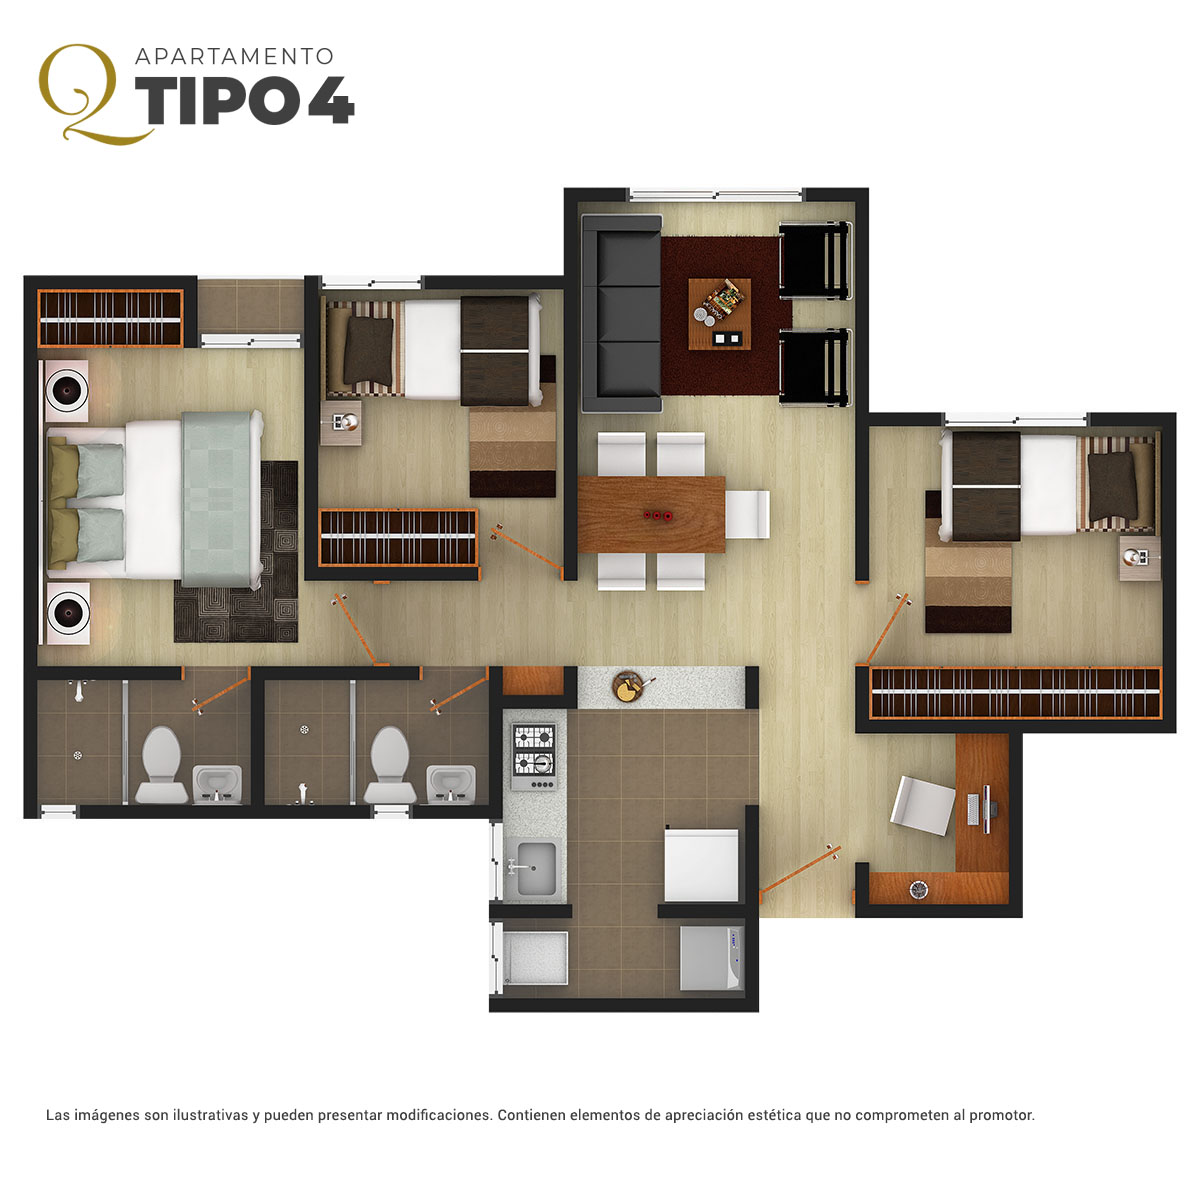 Q APARTAMENTO
TIPO 4
Las imágenes son ilustrativas y pueden presentar modificaciones. Contienen elementos de apreciación estética que no comprometen al promotor.